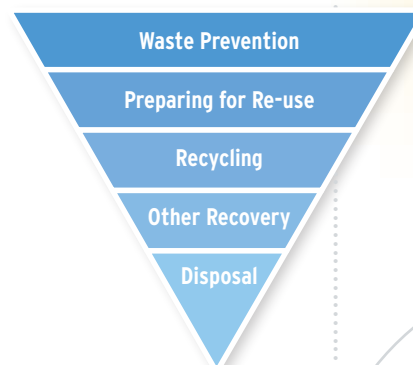 Waste Prevention
Preparing for Re-use
Recycling
Other Recovery
Disposal